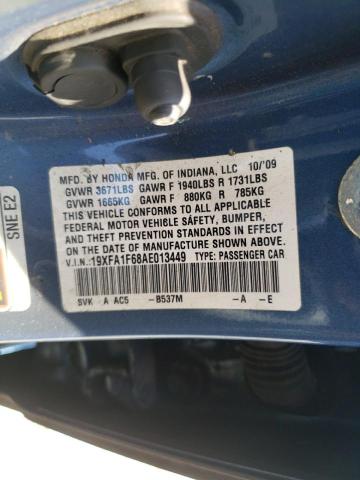 MFD. BY HONDA MFG. OF INDIANA, LLC 10/'09
GVWR 3671LBS GAWR F 1940LBS R 1731LBS
GVWR 1665KG GAWR F 880KG R 785KG
THIS VEHICLE CONFORMS TO ALL APPLICABLE
FEDERAL MOTOR VEHICLE SAFETY, BUMPER,
AND THEFT PREVENTION STANDARDS IN EFFECT
ON THE DATE OF MANUFACTURE SHOWN ABOVE.
V.I.N.: 19XFA1F68AE013449 TYPE: PASSENGER CAR
SVK A AC5 -B537M -A -E
SNE E2